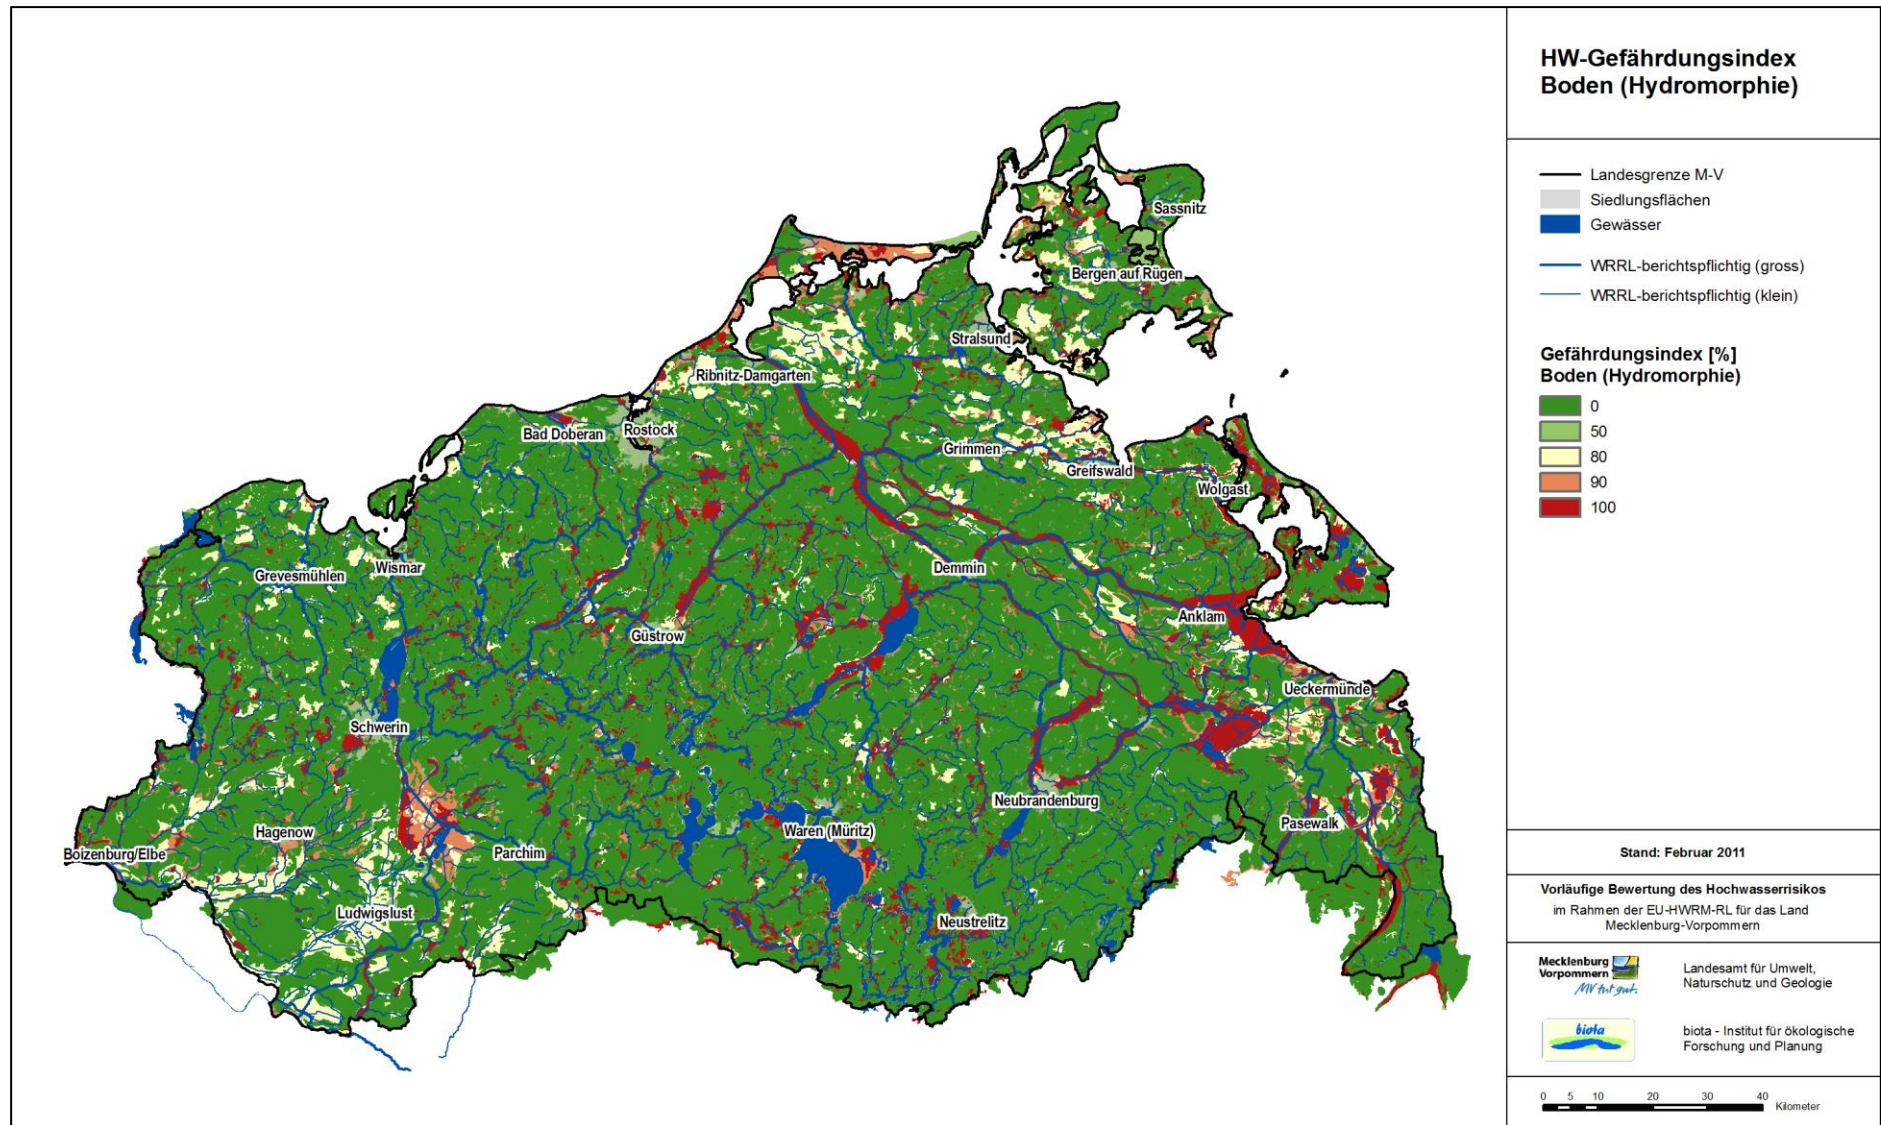 HW-Gefährdungsindex
Boden (Hydromorphie)
Landesgrenze M-V
Siedlungsflächen
Gewässer
WRRL-berichtspflichtig (gross)
WRRL-berichtspflichtig (klein)
Gefährdungsindex [%]
Boden (Hydromorphie)
0
50
80
90
100
Sassnitz
Bergen auf Rügen
Stralsund
Ribnitz-Damgarten
Rostock
Bad Doberan
Grimmen
Greifswald
Wolgast
Wismar
Grevesmühlen
Demmin
Anklam
Güstrow
Ueckermünde
Schwerin
Neubrandenburg
Pasewalk
Waren (Müritz)
Hagenow
Boizenburg/Elbe
Parchim
Ludwigslust
Neustrelitz
Stand: Februar 2011
Vorläufige Bewertung des Hochwasserrisikos
im Rahmen der EU-HWRM-RL für das Land
Mecklenburg-Vorpommern
Mecklenburg
Vorpommern
MV tut gut.
Landesamt für Umwelt,
Naturschutz und Geologie
biota
biota - Institut für ökologische
Forschung und Planung
0 5 10 20 30 40
Kilometer